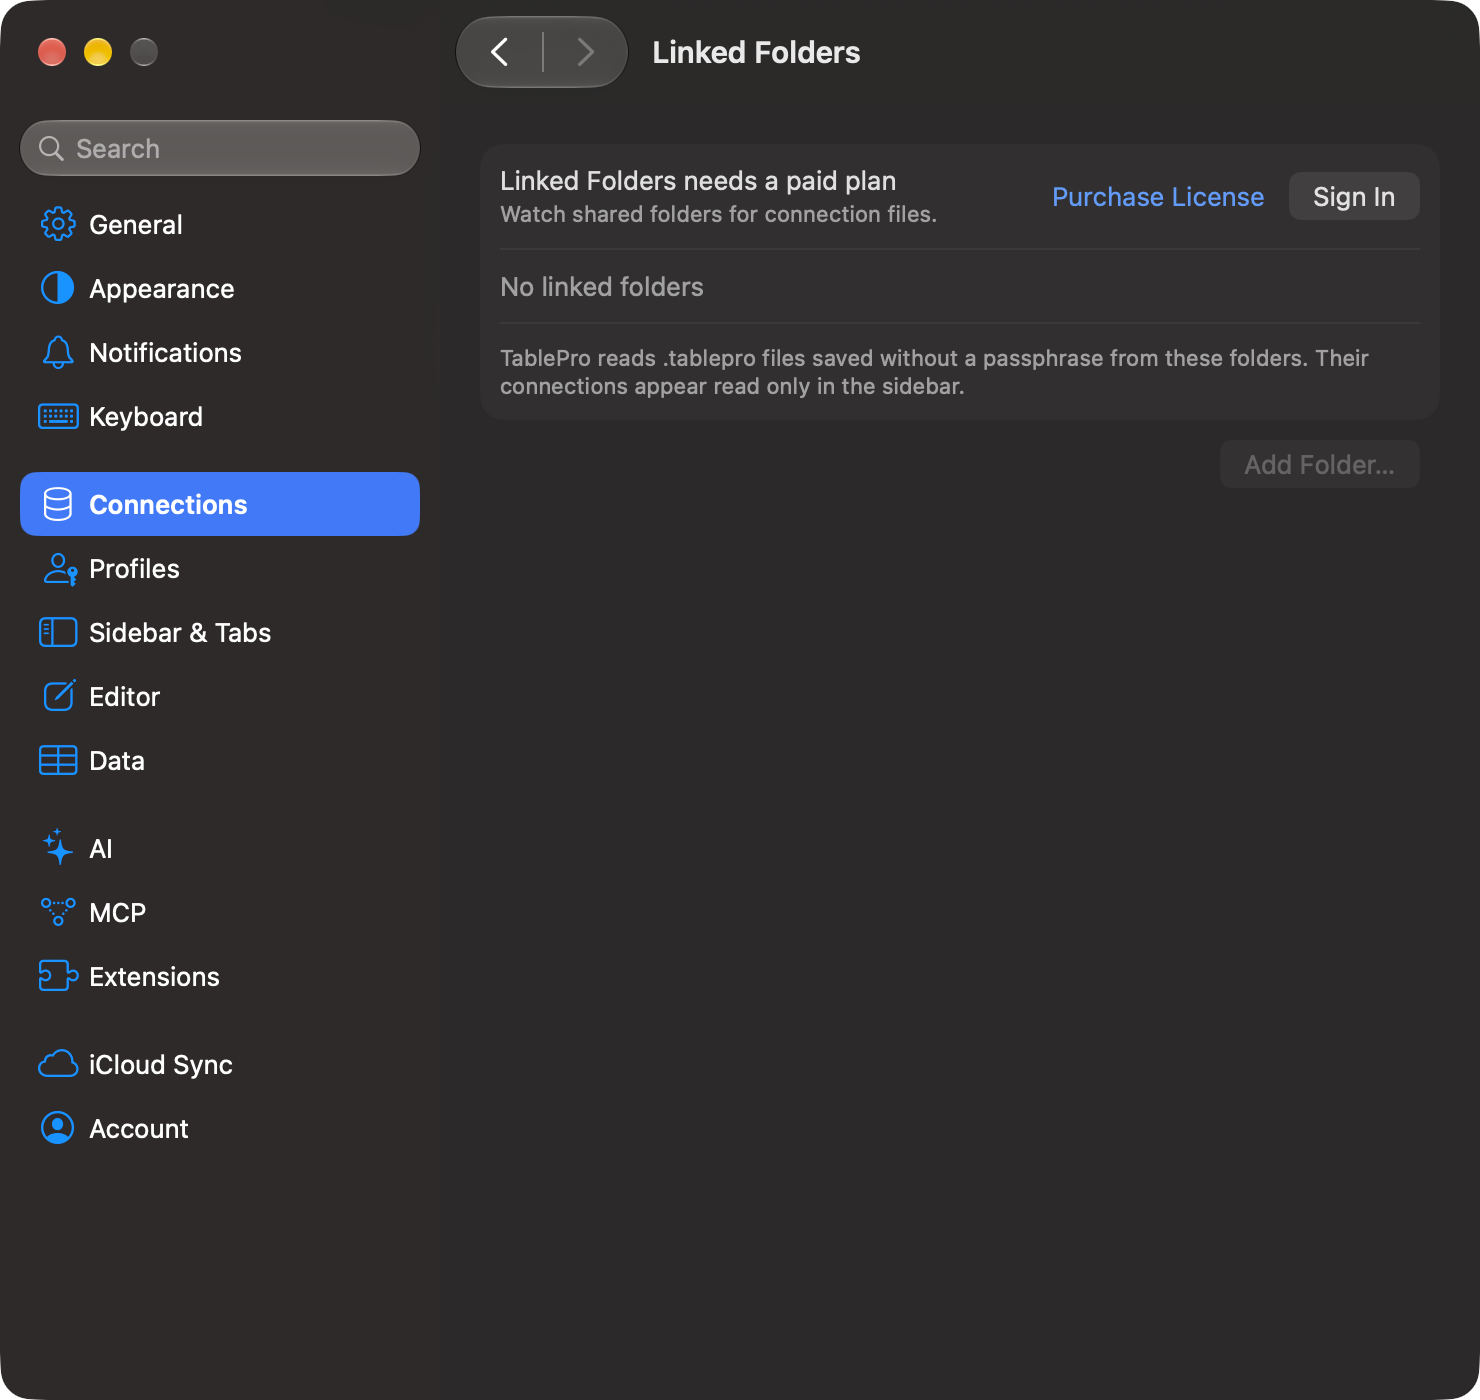 Linked Folders
Search
General
Appearance
Notifications
Keyboard
Connections
Profiles
Sidebar & Tabs
Editor
Data
AI
MCP
Extensions
iCloud Sync
Account
Linked Folders needs a paid plan
Watch shared folders for connection files.
Purchase License
Sign In
No linked folders
TablePro reads .tablepro files saved without a passphrase from these folders. Their
connections appear read only in the sidebar.
Add Folder...